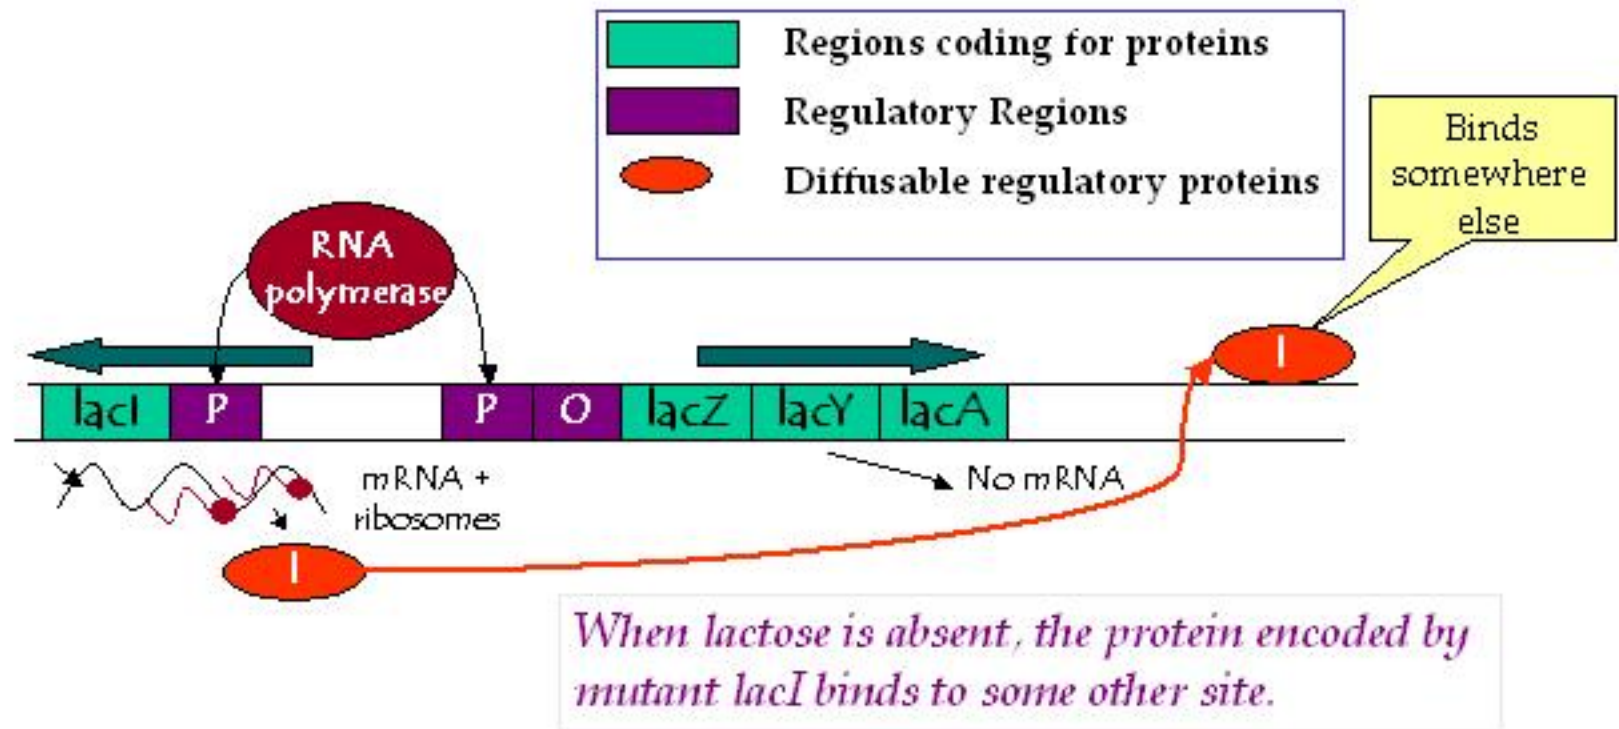 Regions coding for proteins
Regulatory Regions
Diffusable regulatory proteins
Binds
somewhere
else
RNA
polymerase
I
lacI P P O lacZ lacY lacA
mRNA +
ribosomes
No mRNA
I
When lactose is absent, the protein encoded by
mutant lacI binds to some other site.